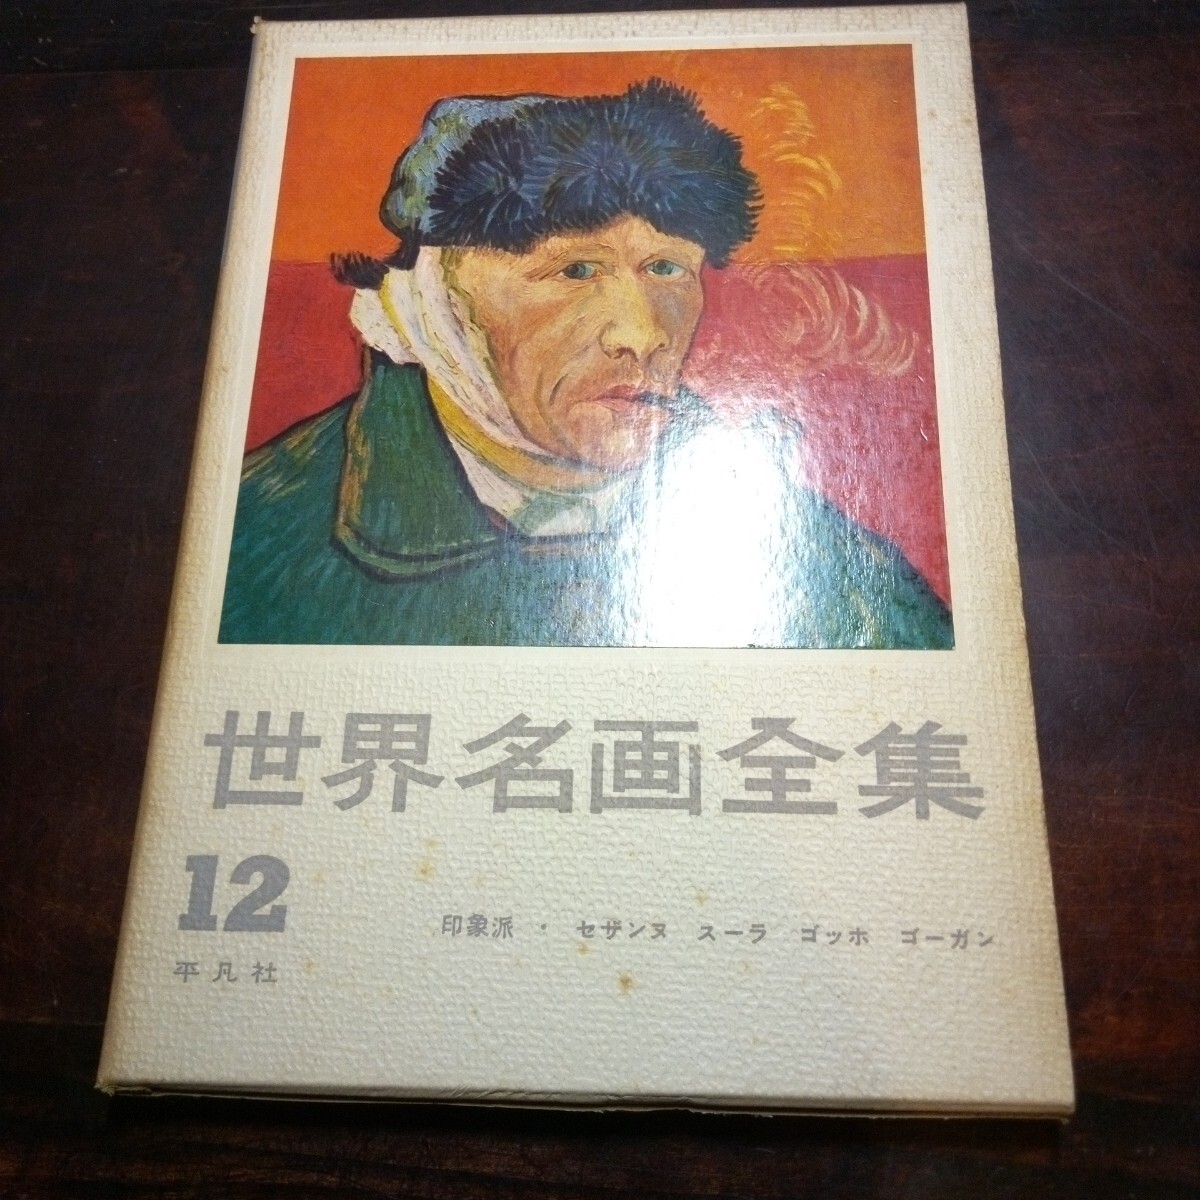 世界名画全集
12
印象派・セザンヌ スーラ ゴッホ ゴーガン
平凡社